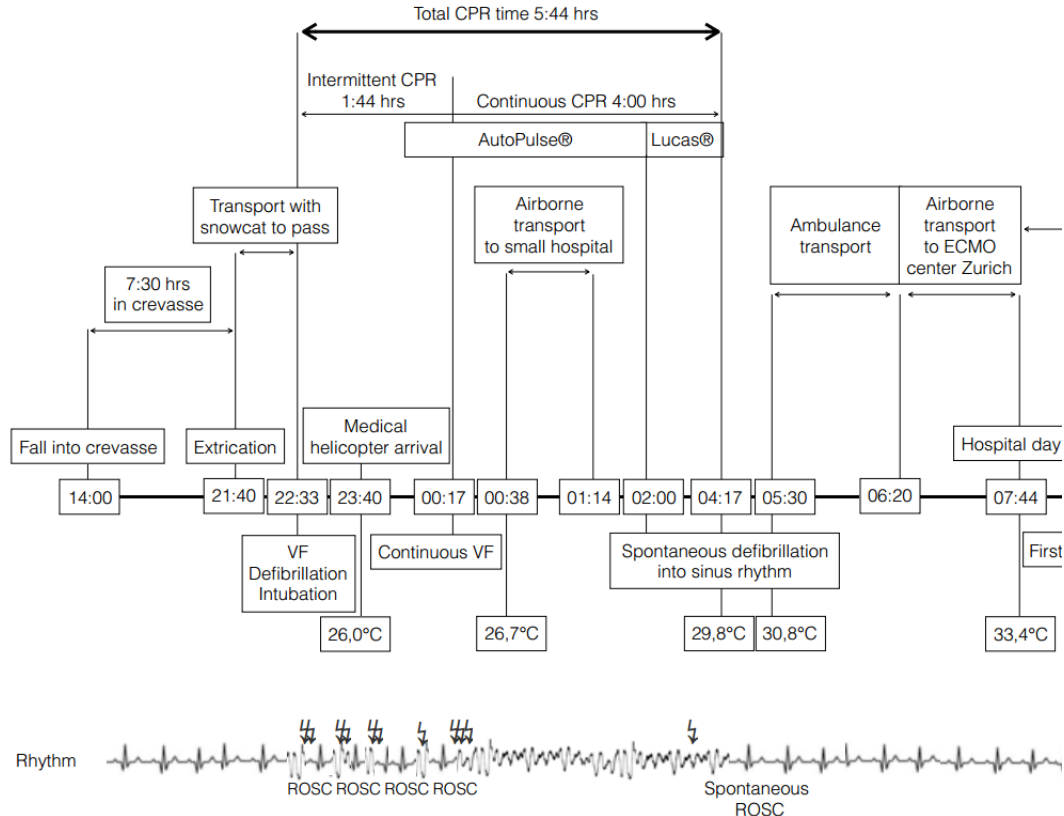 Total CPR time 5:44 hrs
Intermittent CPR
1:44 hrs
Continuous CPR 4:00 hrs
AutoPulse®
Lucas®
Transport with
snowcat to pass
Airborne
transport
to small hospital
Ambulance
transport
Airborne
transport
to ECMO
center Zurich
7:30 hrs
in crevasse
Fall into crevasse
Extrication
Medical
helicopter arrival
Hospital day
14:00
21:40
22:33
23:40
00:17
00:38
01:14
02:00
04:17
05:30
06:20
07:44
VF
Defibrillation
Intubation
Continuous VF
Spontaneous defibrillation
into sinus rhythm
First
26,0°C
26,7°C
29,8°C
30,8°C
33,4°C
Rhythm
ROSC ROSC ROSC ROSC
Spontaneous
ROSC